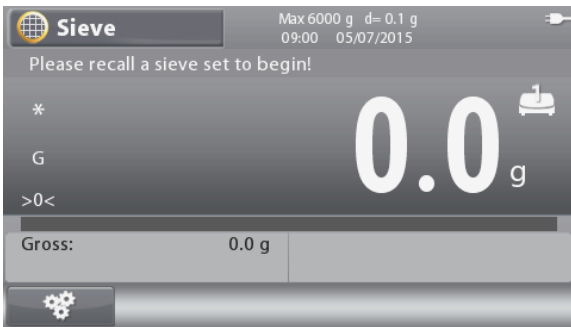 Sieve
Max 6000 g d= 0.1 g
09:00 05/07/2015
Please recall a sieve set to begin!
1
*
0.0 g
G
>0<
Gross: 0.0 g